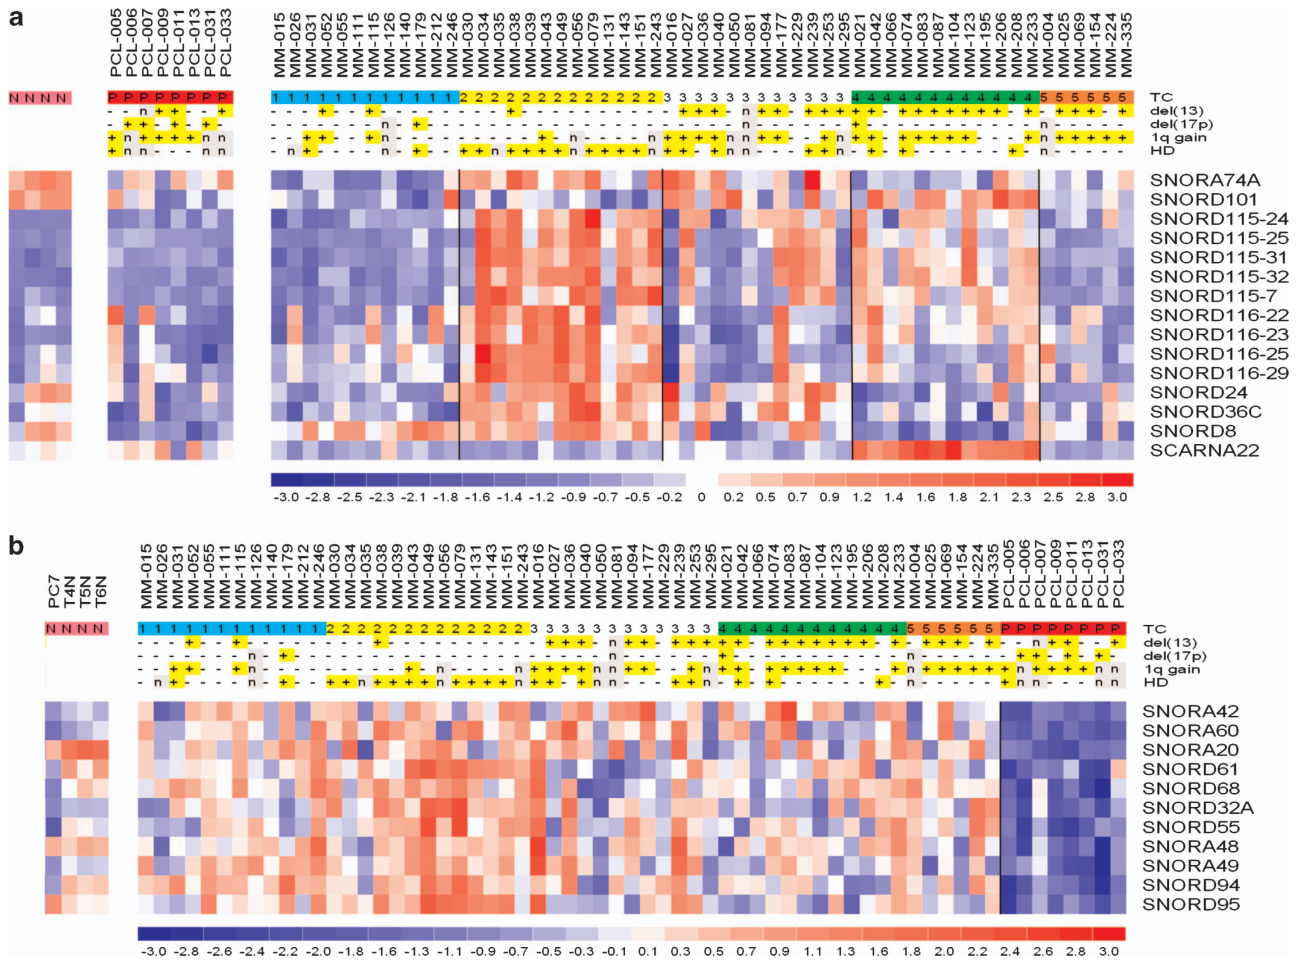 a
PCL-005 PCL-006 PCL-007 PCL-009 PCL-011 PCL-013 PCL-031 PCL-033 MM-015 MM-026 MM-031 MM-052 MM-055 MM-111 MM-115 MM-126 MM-140 MM-179 MM-212 MM-246 MM-030 MM-034 MM-035 MM-038 MM-039 MM-043 MM-049 MM-056 MM-079 MM-131 MM-143 MM-151 MM-243 MM-016 MM-027 MM-036 MM-040 MM-050 MM-081 MM-094 MM-177 MM-229 MM-239 MM-253 MM-295 MM-021 MM-042 MM-066 MM-074 MM-083 MM-087 MM-104 MM-123 MM-195 MM-206 MM-208 MM-233 MM-004 MM-025 MM-069 MM-154 MM-224 MM-335
N N N N P P P P P P P P 1 1 1 1 1 1 1 1 1 1 1 1 2 2 2 2 2 2 2 2 2 2 2 2 2 3 3 3 3 3 3 3 3 3 3 3 3 4 4 4 4 4 4 4 4 4 4 4 4 5 5 5 5 5 5 TC
del(13)
del(17p)
1q gain
HD
SNORA74A
SNORD101
SNORD115-24
SNORD115-25
SNORD115-31
SNORD115-32
SNORD115-7
SNORD116-22
SNORD116-23
SNORD116-25
SNORD116-29
SNORD24
SNORD36C
SNORD8
SCARNA22
-3.0 -2.8 -2.5 -2.3 -2.1 -1.8 -1.6 -1.4 -1.2 -0.9 -0.7 -0.5 -0.2 0 0.2 0.5 0.7 0.9 1.2 1.4 1.6 1.8 2.1 2.3 2.5 2.8 3.0
b
PC7 T4N T5N T6N MM-015 MM-026 MM-031 MM-052 MM-055 MM-111 MM-115 MM-126 MM-140 MM-179 MM-212 MM-246 MM-030 MM-034 MM-035 MM-038 MM-039 MM-043 MM-049 MM-056 MM-079 MM-131 MM-143 MM-151 MM-243 MM-016 MM-027 MM-036 MM-040 MM-050 MM-081 MM-094 MM-177 MM-229 MM-239 MM-253 MM-295 MM-021 MM-042 MM-066 MM-074 MM-083 MM-087 MM-104 MM-123 MM-195 MM-206 MM-208 MM-233 MM-004 MM-025 MM-069 MM-154 MM-224 MM-335 PCL-005 PCL-006 PCL-007 PCL-009 PCL-011 PCL-013 PCL-031 PCL-033
N N N N 1 1 1 1 1 1 1 1 1 1 1 1 2 2 2 2 2 2 2 2 2 2 2 2 2 3 3 3 3 3 3 3 3 3 3 3 3 4 4 4 4 4 4 4 4 4 4 4 4 5 5 5 5 5 5 P P P P P P P P TC
del(13)
del(17p)
1q gain
HD
SNORA42
SNORA60
SNORA20
SNORD61
SNORD68
SNORD32A
SNORD55
SNORA48
SNORA49
SNORD94
SNORD95
-3.0 -2.8 -2.6 -2.4 -2.2 -2.0 -1.8 -1.6 -1.3 -1.1 -0.9 -0.7 -0.5 -0.3 -0.1 0.1 0.3 0.5 0.7 0.9 1.1 1.3 1.6 1.8 2.0 2.2 2.4 2.6 2.8 3.0